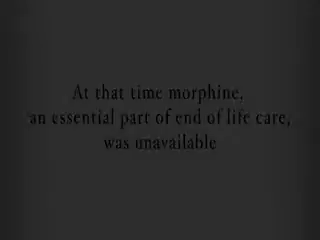 At that time morphine,
an essential part of end of life care,
was unavailable